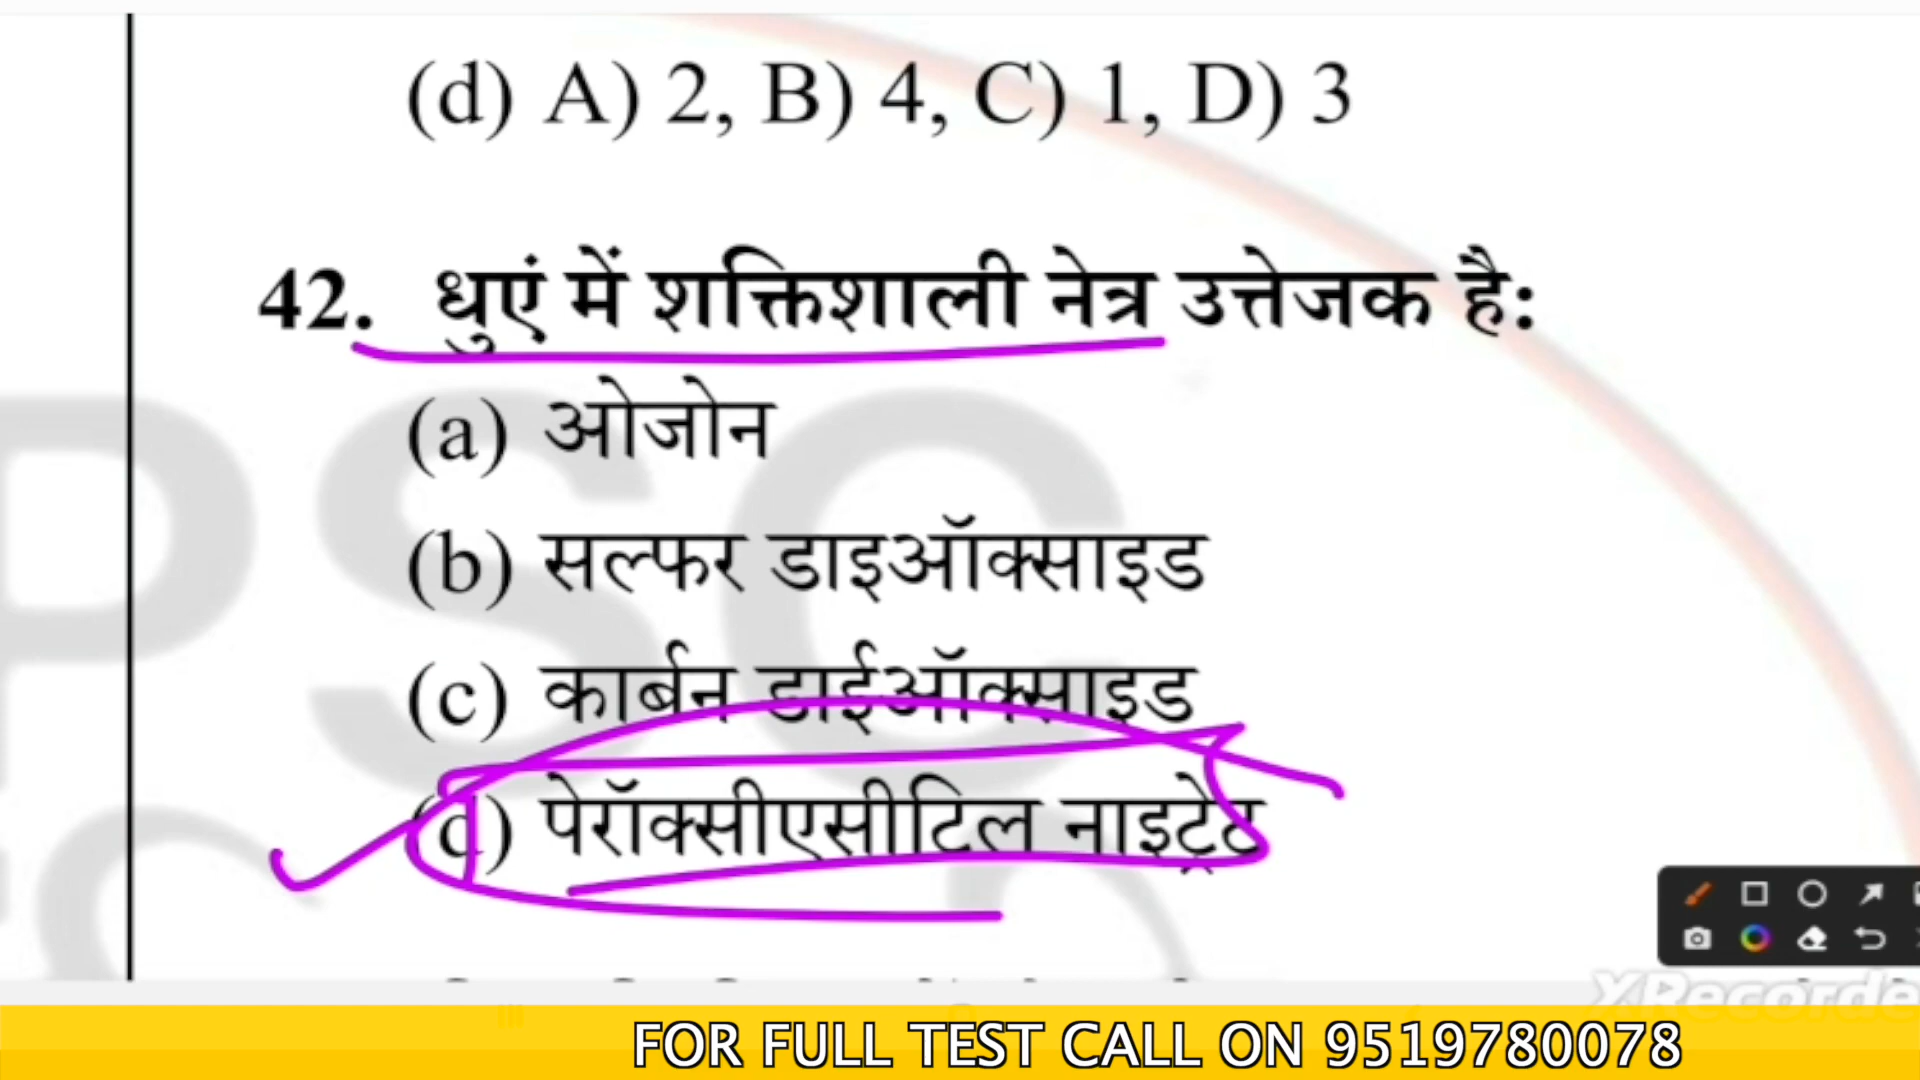 (d) A) 2, B) 4, C) 1, D) 3
42. धुएं में शक्तिशाली नेत्र उत्तेजक है:
(a) ओजोन
(b) सल्फर डाइऑक्साइड
(c) कार्बन डाईऑक्साइड
(d) पेरॉक्सीएसीटिल नाइट्रेट
FOR FULL TEST CALL ON 9519780078